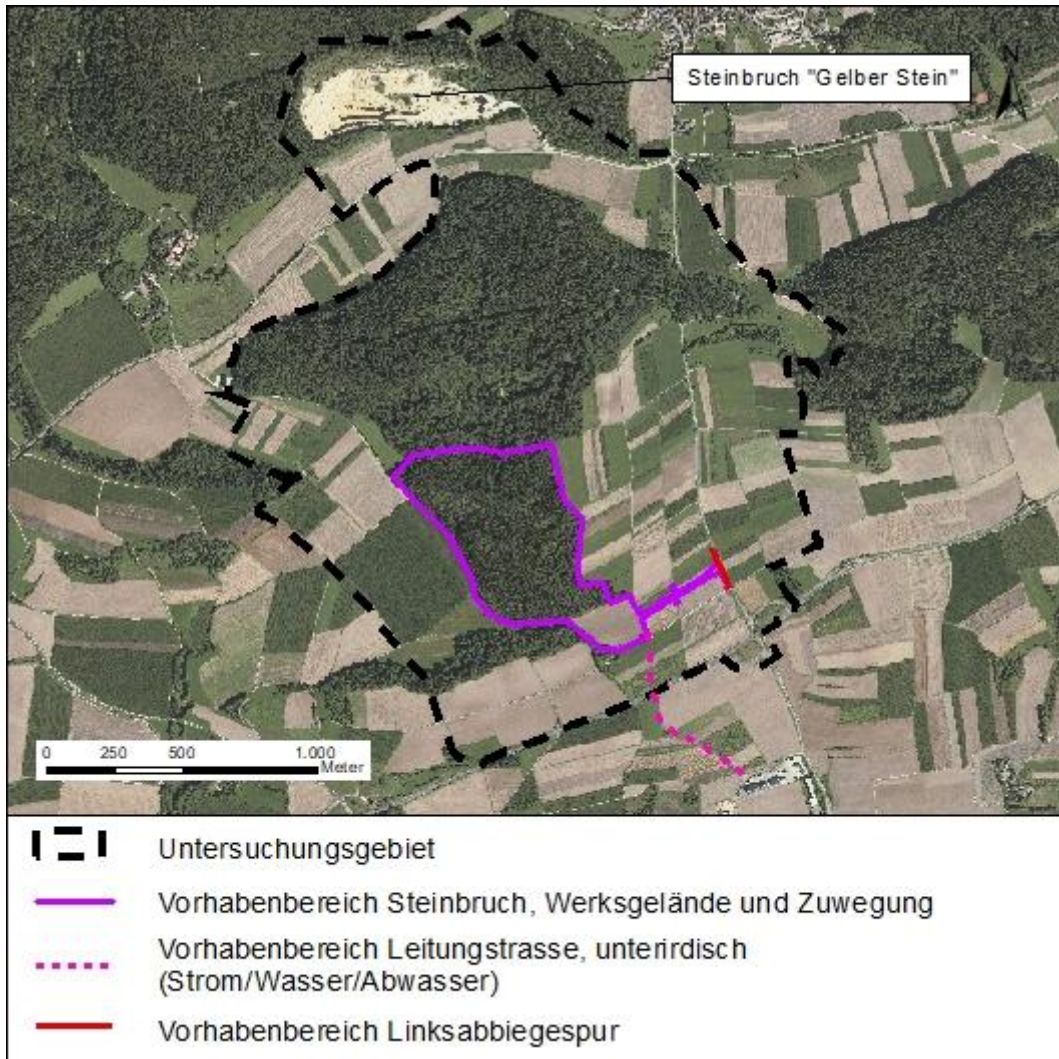 Steinbruch "Gelber Stein"
N
0 250 500 1.000
Meter
Untersuchungsgebiet
Vorhabenbereich Steinbruch, Werksgelände und Zuwegung
Vorhabenbereich Leitungstrasse, unterirdisch
(Strom/Wasser/Abwasser)
Vorhabenbereich Linksabbiegespur